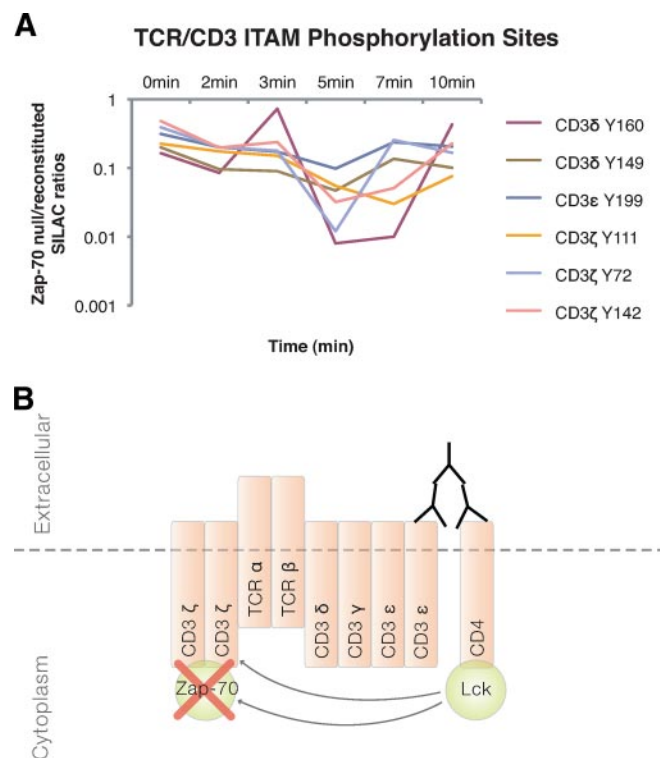 A
TCR/CD3 ITAM Phosphorylation Sites
0min 2min 3min 5min 7min 10min
1
0.1
0.01
0.001
Zap-70 null/reconstituted
SILAC ratios
Time (min)
CD3δ Y160
CD3δ Y149
CD3ε Y199
CD3ζ Y111
CD3ζ Y72
CD3ζ Y142
B
Extracellular
Cytoplasm
CD3 ζ
CD3 ζ
TCR α
TCR β
CD3 δ
CD3 γ
CD3 ε
CD3 ε
CD4
Zap-70
Lck